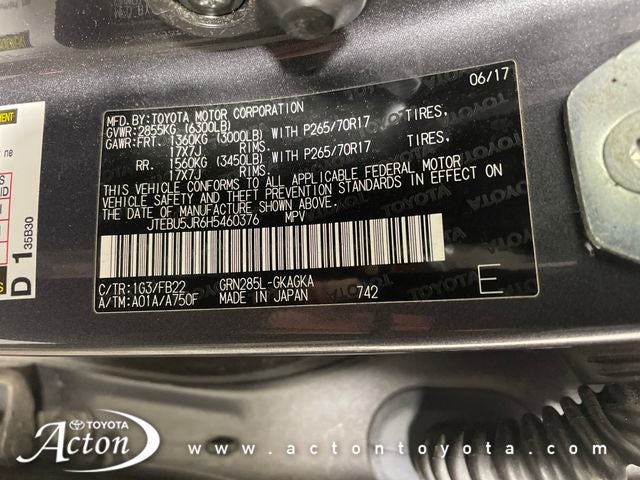 06/17
MFD. BY: TOYOTA MOTOR CORPORATION
GVWR: 2855KG (6300LB)
GAWR: FRT. 1360KG (3000LB) WITH P265/70R17 TIRES,
17X7J RIMS,
RR. 1560KG (3450LB) WITH P265/70R17 TIRES,
17X7J RIMS,
THIS VEHICLE CONFORMS TO ALL APPLICABLE FEDERAL MOTOR
VEHICLE SAFETY AND THEFT PREVENTION STANDARDS IN EFFECT ON
THE DATE OF MANUFACTURE SHOWN ABOVE.
JTEBU5JR6H5460376 MPV
C/TR: 1G3/FB22 GRN285L-GKAGKA
A/TM: A01A/A750F MADE IN JAPAN 742 E
ne
D 1 35B30
TOYOTA
Acton
www.actontoyota.com